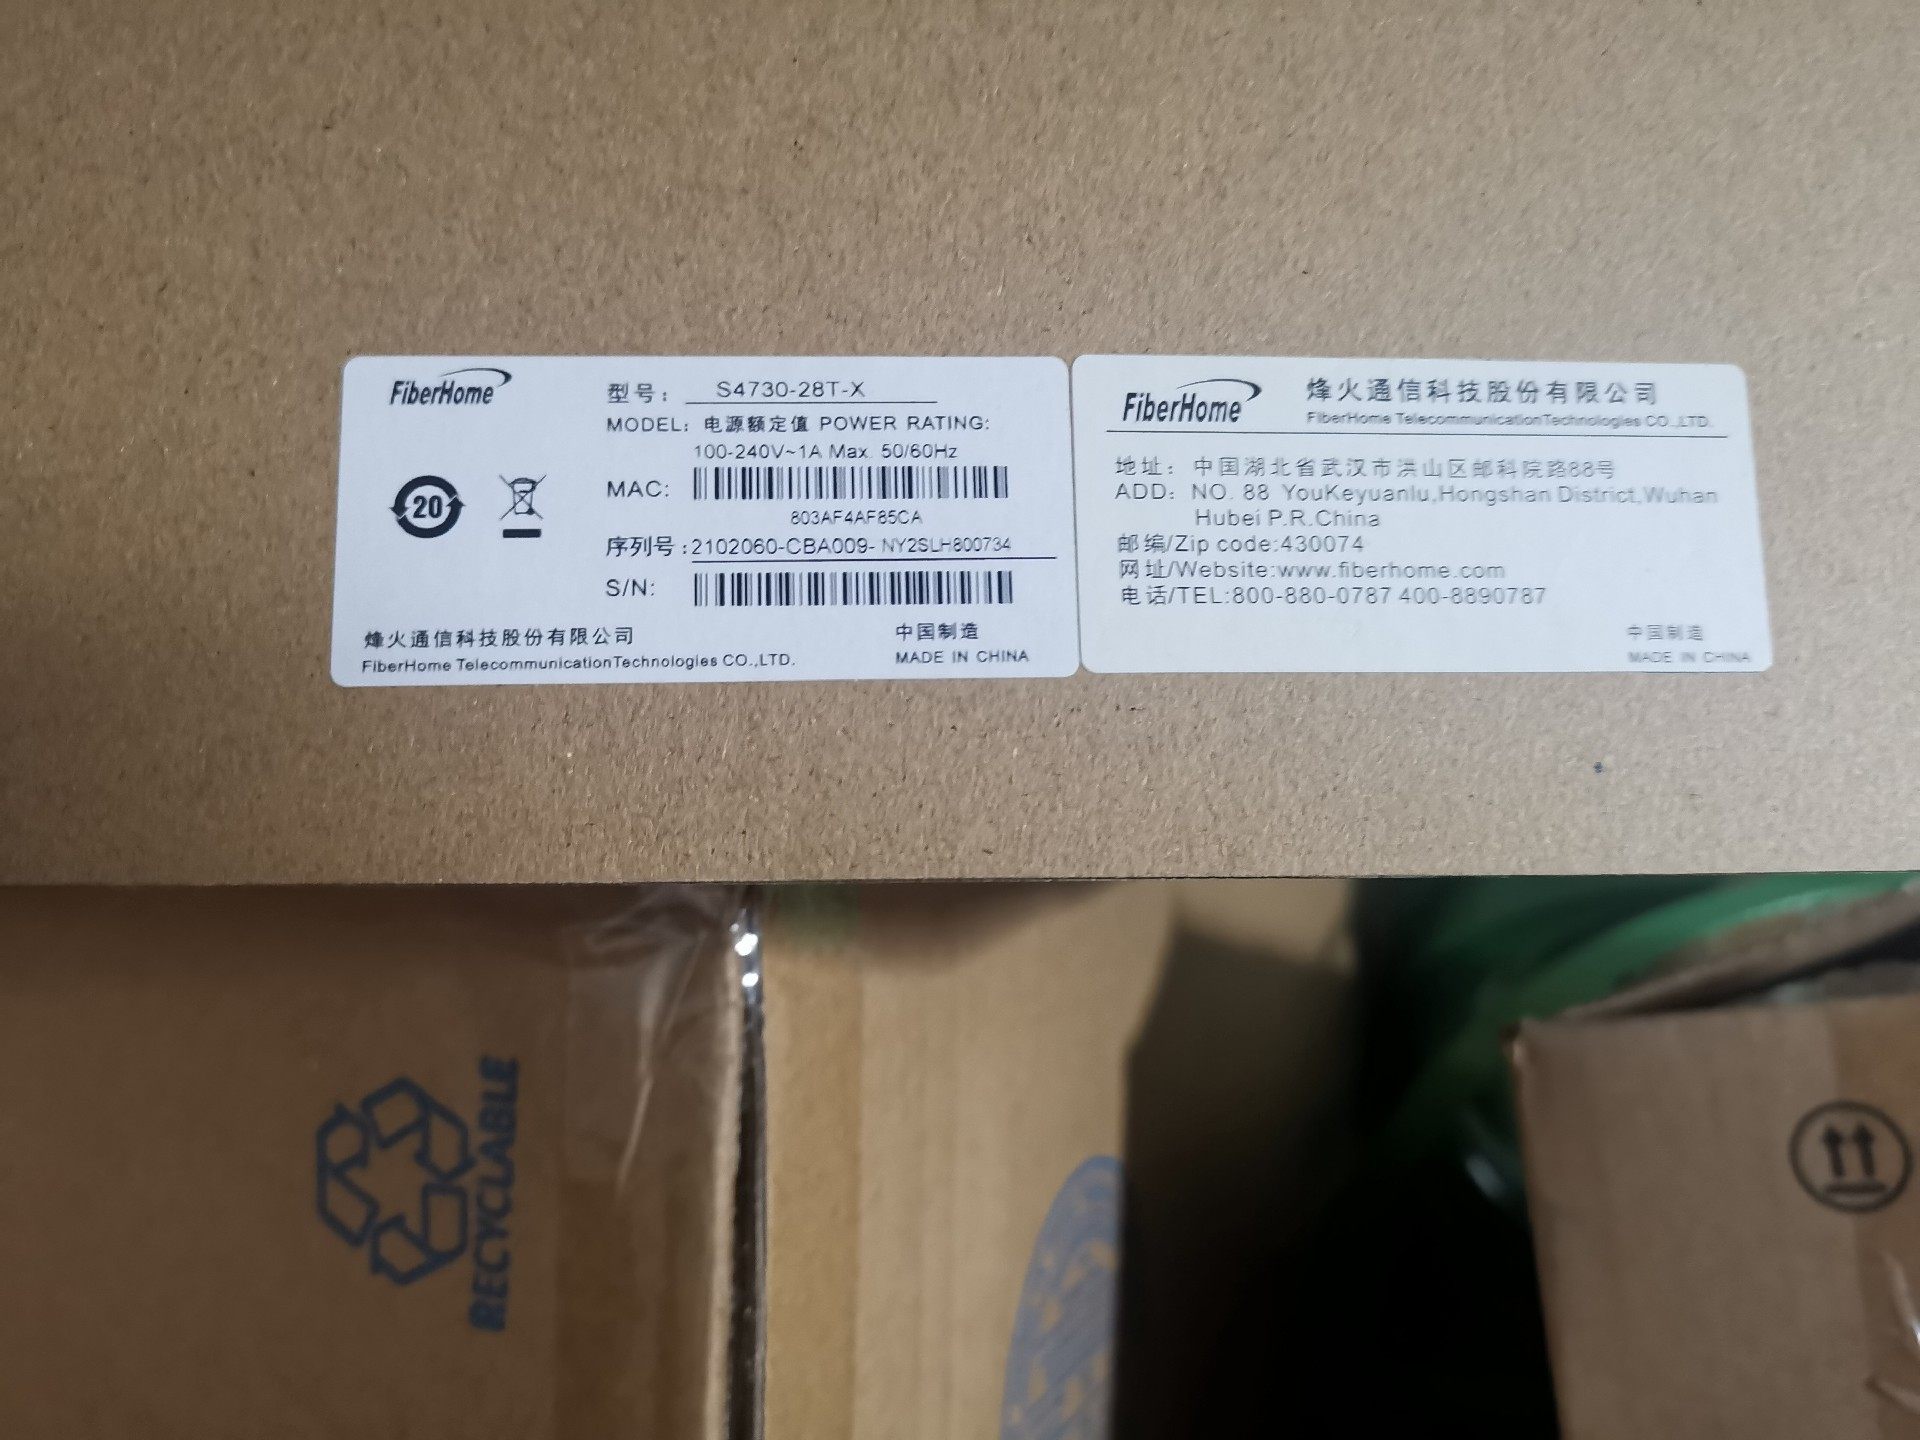 FiberHome
型号： S4730-28T-X
MODEL: 电源额定值 POWER RATING:
100-240V~1A Max. 50/60Hz
MAC:
803AF4AF85CA
20
序列号：2102060-CBA009- NY2SLH800734
S/N:
烽火通信科技股份有限公司
FiberHome TelecommunicationTechnologies CO.,LTD.
中国制造
MADE IN CHINA
FiberHome
烽火通信科技股份有限公司
FiberHome TelecommunicationTechnologies CO.,LTD.
地址： 中国湖北省武汉市洪山区邮科院路88号
ADD: NO. 88 YouKeyuanlu,Hongshan District,Wuhan
Hubei P.R.China
邮编/Zip code:430074
网址/Website:www.fiberhome.com
电话/TEL:800-880-0787 400-8890787
中国制造
MADE IN CHINA
RECYCLABLE